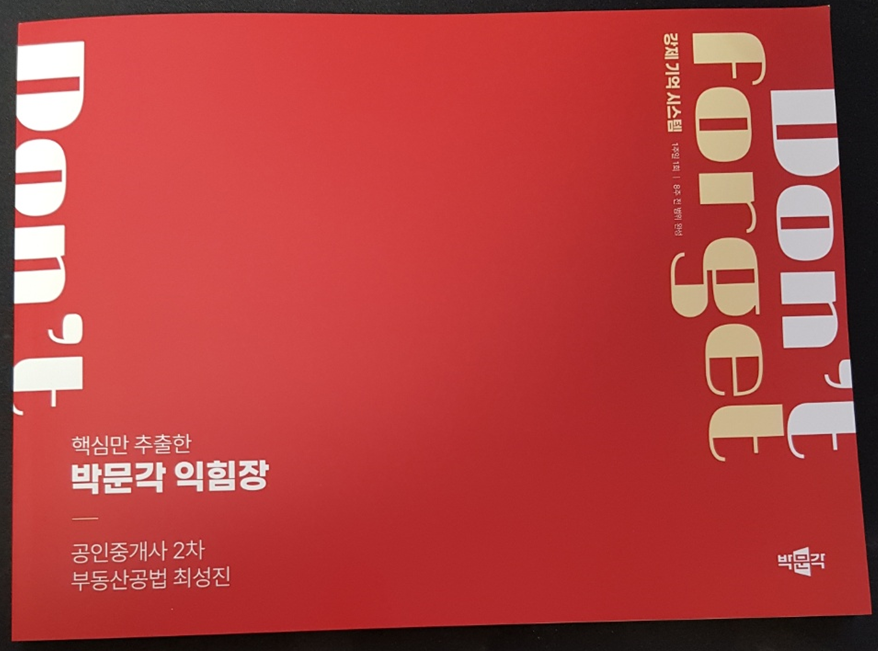 Don't
Don't
forget
강제 기억 시스템
1주일 1회 | 8주 전 범위 완성
핵심만 추출한
박문각 익힘장
공인중개사 2차
부동산공법 최성진
박문각